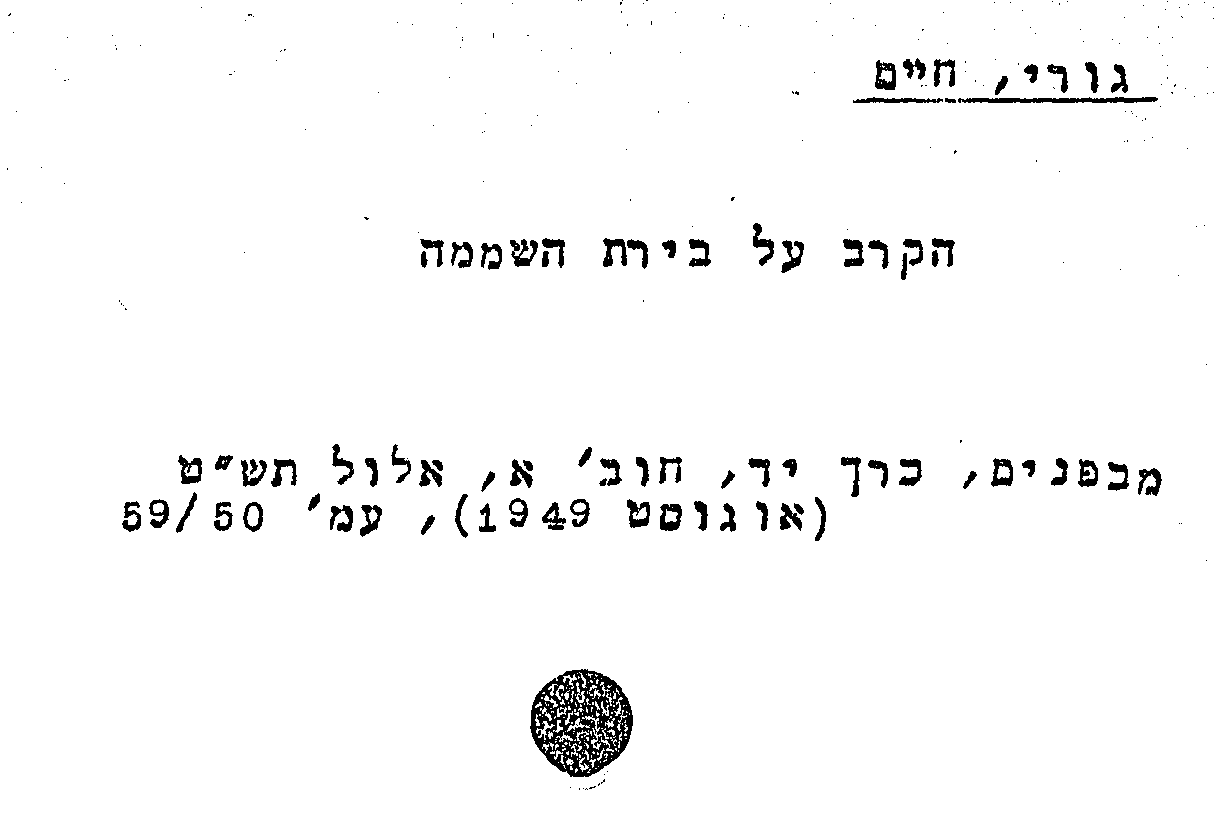 גורי, חיים
הקרב על בירת השממה
מבפנים, כרך יד, חוב' א, אלול תש"ט
(אוגוסט 1949), עמ' 59/50